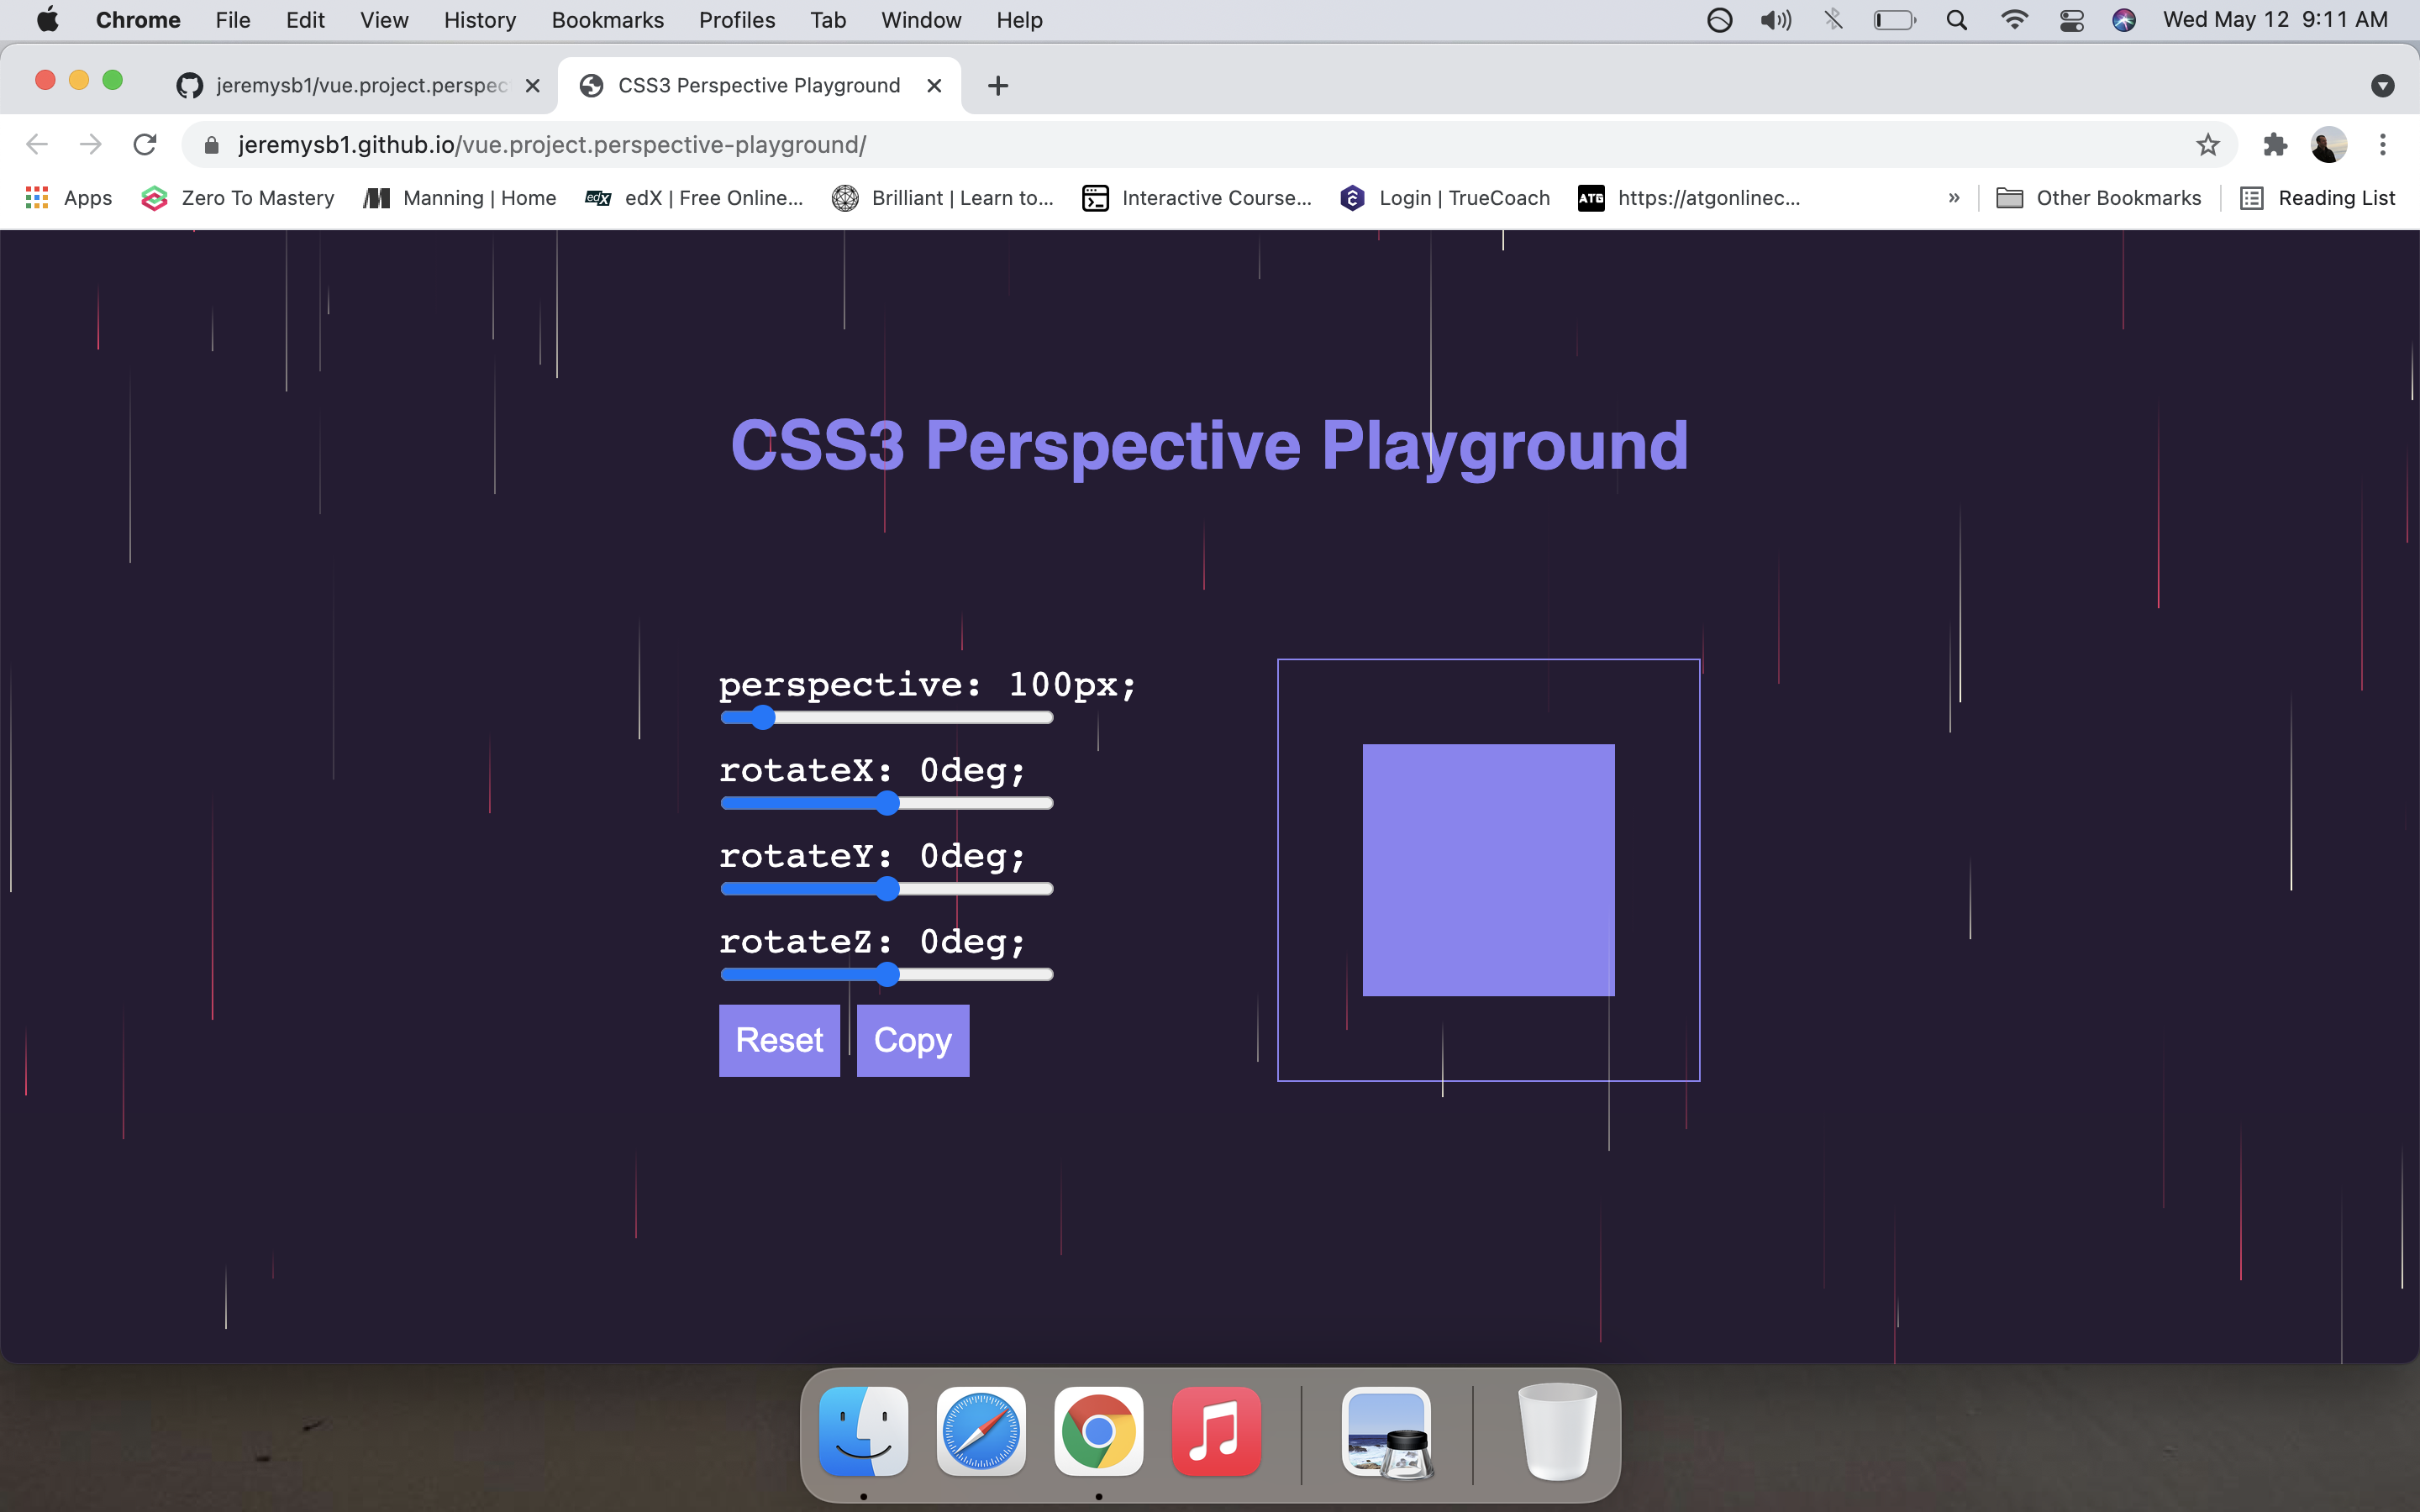 Chrome File Edit View History Bookmarks Profiles Tab Window Help Wed May 12 9:11 AM
jeremysb1/vue.project.perspec CSS3 Perspective Playground
jeremysb1.github.io/vue.project.perspective-playground/
Apps Zero To Mastery Manning | Home edX edX | Free Online... Brilliant | Learn to... Interactive Course... Login | TrueCoach ATG https://atgonlinec... » Other Bookmarks Reading List
CSS3 Perspective Playground
perspective: 100px;
rotateX: 0deg;
rotateY: 0deg;
rotateZ: 0deg;
Reset Copy